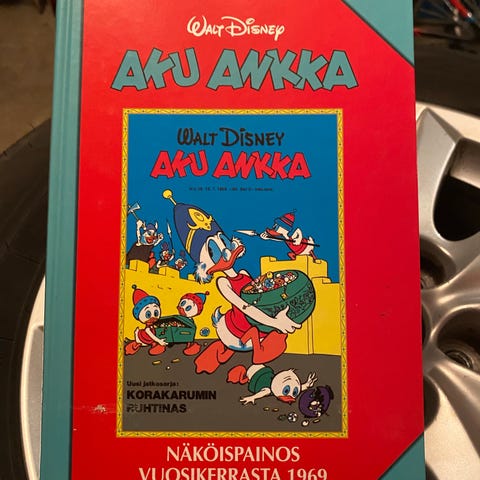 WALT DISNEY
AKU ANKKA
WALT DISNEY
AKU ANKKA
Uusi jatkosarja:
KORAKARUMIN
RUHTINAS
NÄKÖISPAINOS
VUOSIKERRASTA 1969